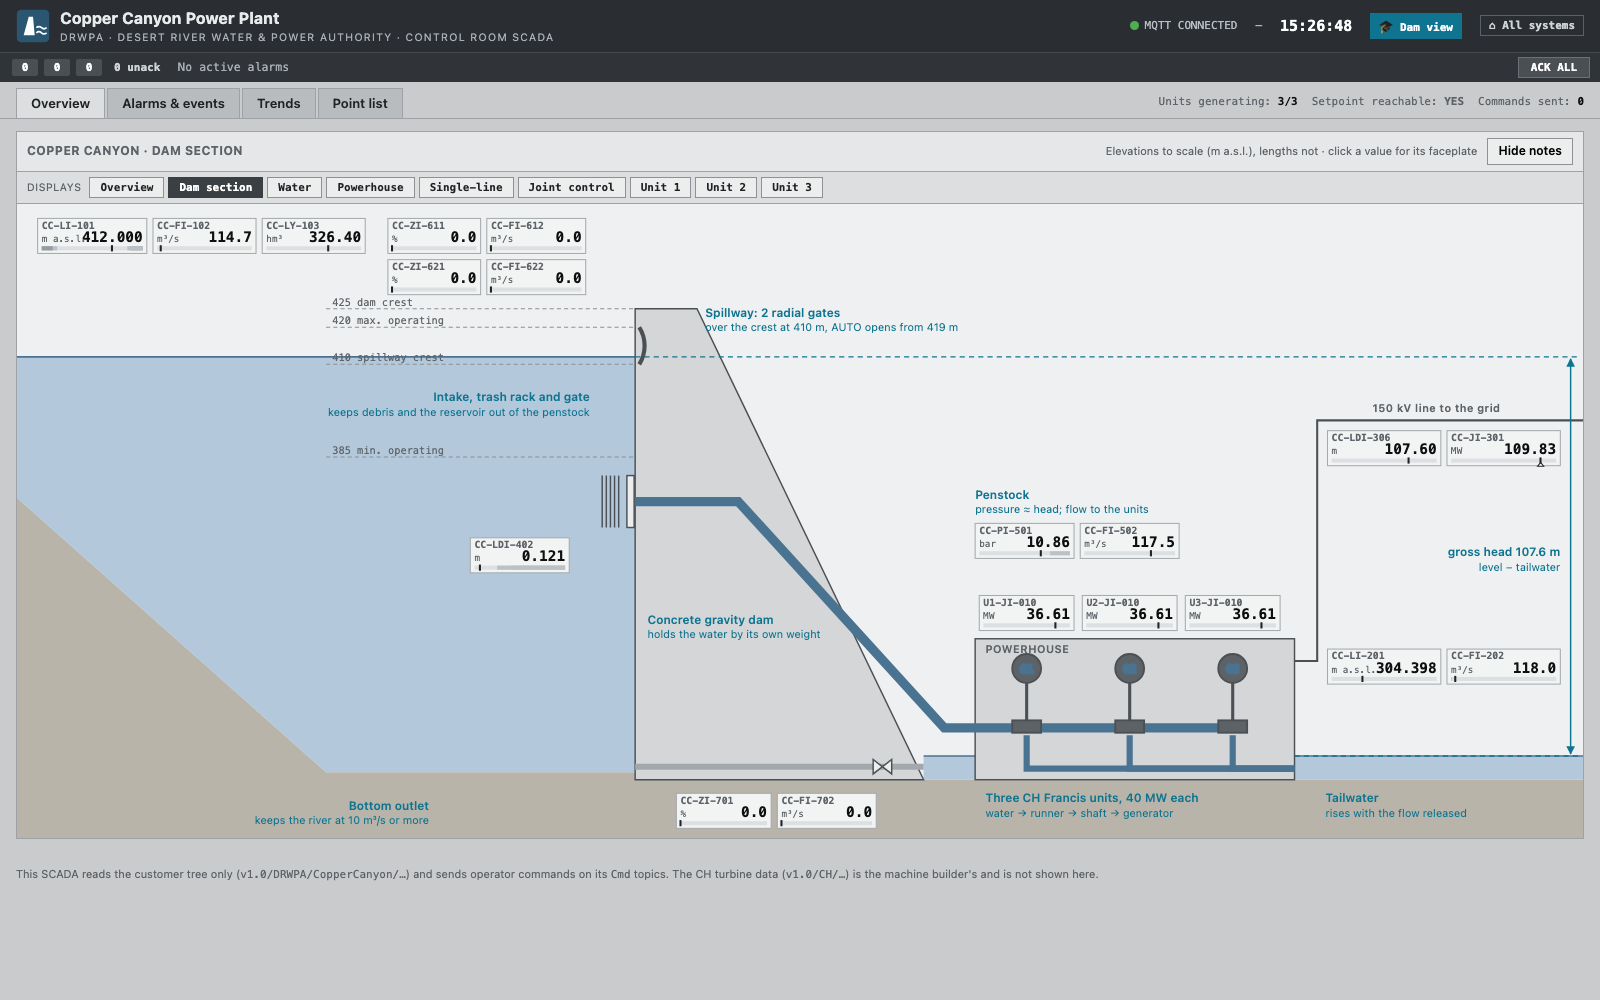 Copper Canyon Power Plant
DRWPA · DESERT RIVER WATER & POWER AUTHORITY · CONTROL ROOM SCADA
MQTT CONNECTED
—
15:26:48
Dam view
⌂ All systems
0 0 0 0 unack No active alarms
ACK ALL
Overview
Alarms & events
Trends
Point list
Units generating: 3/3 Setpoint reachable: YES Commands sent: 0
COPPER CANYON · DAM SECTION
Elevations to scale (m a.s.l.), lengths not · click a value for its faceplate
Hide notes
DISPLAYS
Overview
Dam section
Water
Powerhouse
Single-line
Joint control
Unit 1
Unit 2
Unit 3
CC-LI-101
m a.s.l. 412.000
CC-FI-102
m³/s 114.7
CC-LY-103
hm³ 326.40
CC-ZI-611
% 0.0
CC-FI-612
m³/s 0.0
CC-ZI-621
% 0.0
CC-FI-622
m³/s 0.0
425 dam crest
420 max. operating
410 spillway crest
385 min. operating
Spillway: 2 radial gates
over the crest at 410 m, AUTO opens from 419 m
Intake, trash rack and gate
keeps debris and the reservoir out of the penstock
150 kV line to the grid
CC-LDI-306
m 107.60
CC-JI-301
MW 109.83
Penstock
pressure ≈ head; flow to the units
CC-PI-501
bar 10.86
CC-FI-502
m³/s 117.5
CC-LDI-402
m 0.121
gross head 107.6 m
level − tailwater
U1-JI-010
MW 36.61
U2-JI-010
MW 36.61
U3-JI-010
MW 36.61
Concrete gravity dam
holds the water by its own weight
POWERHOUSE
CC-LI-201
m a.s.l. 304.398
CC-FI-202
m³/s 118.0
Bottom outlet
keeps the river at 10 m³/s or more
CC-ZI-701
% 0.0
CC-FI-702
m³/s 0.0
Three CH Francis units, 40 MW each
water → runner → shaft → generator
Tailwater
rises with the flow released
This SCADA reads the customer tree only (v1.0/DRWPA/CopperCanyon/…) and sends operator commands on its Cmd topics. The CH turbine data (v1.0/CH/…) is the machine builder's and is not shown here.